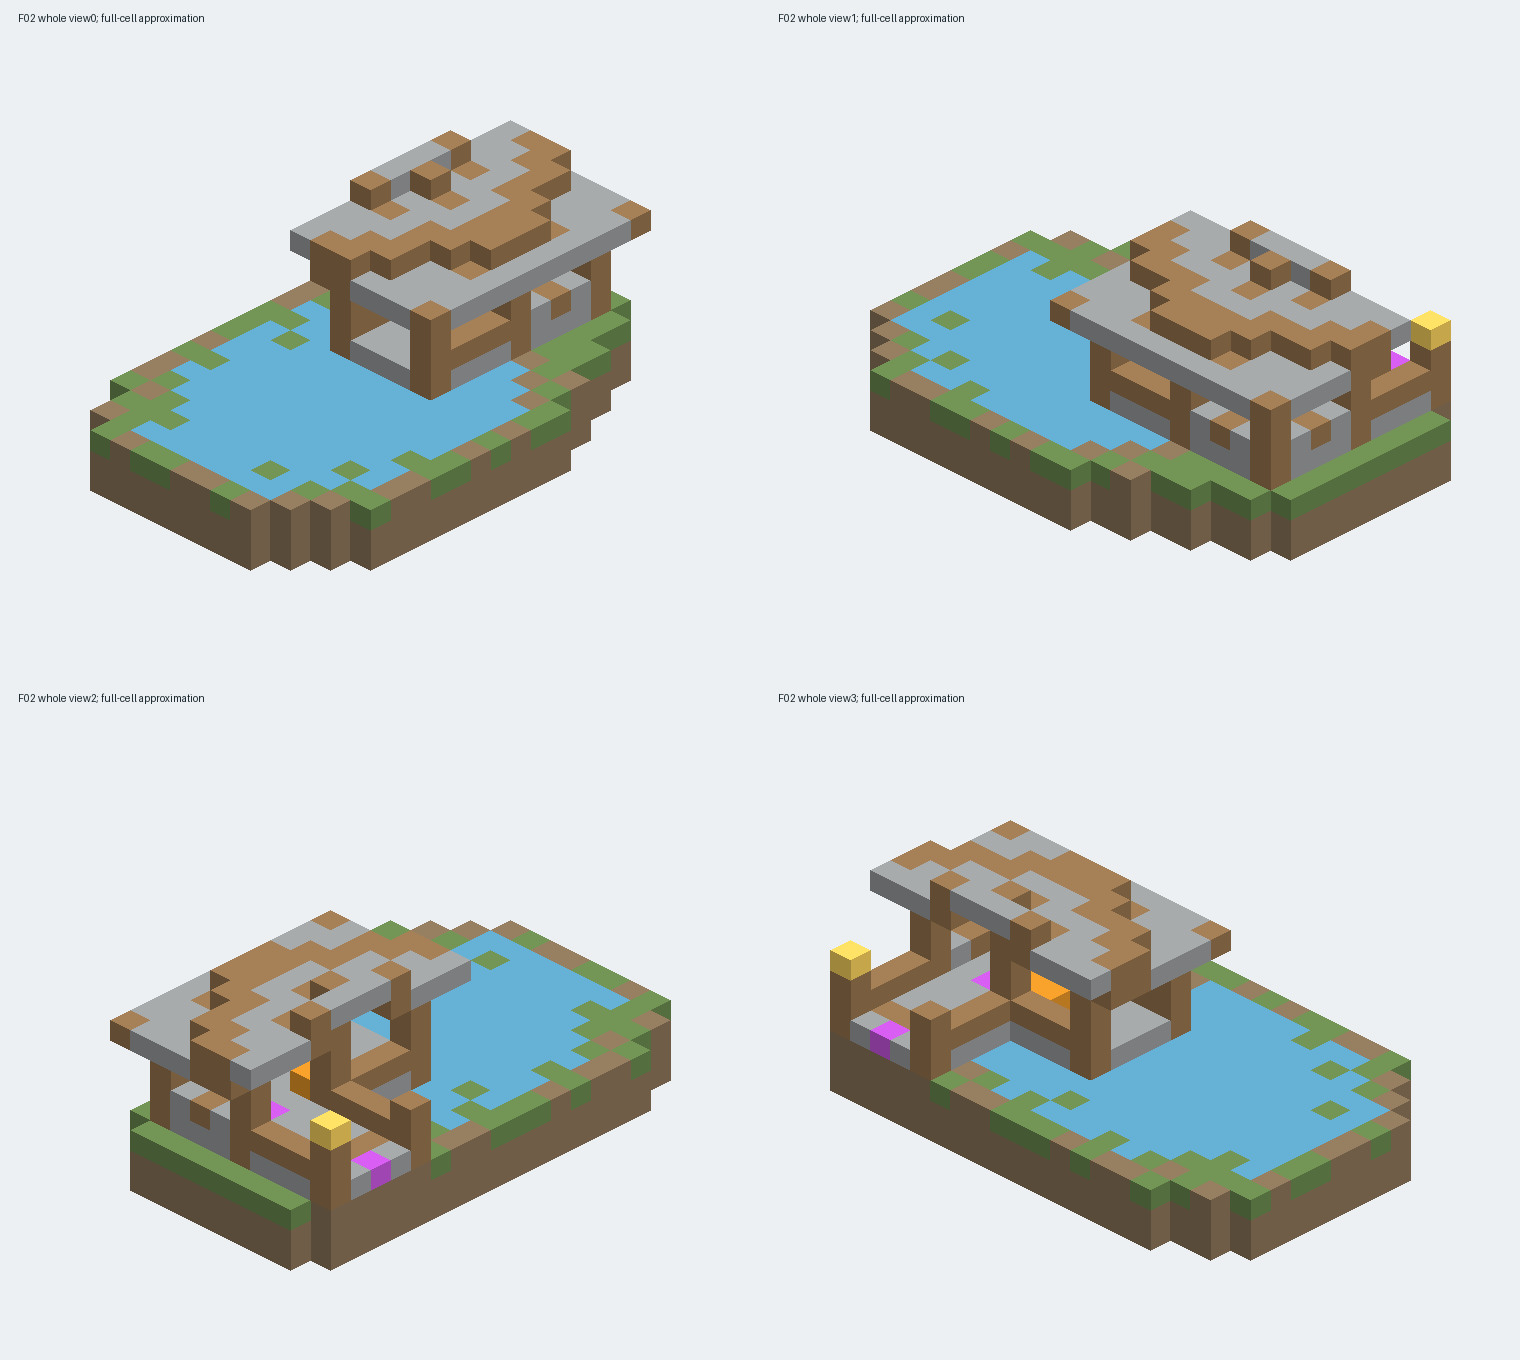 F02 whole view0; full-cell approximation
F02 whole view1; full-cell approximation
F02 whole view2; full-cell approximation
F02 whole view3; full-cell approximation